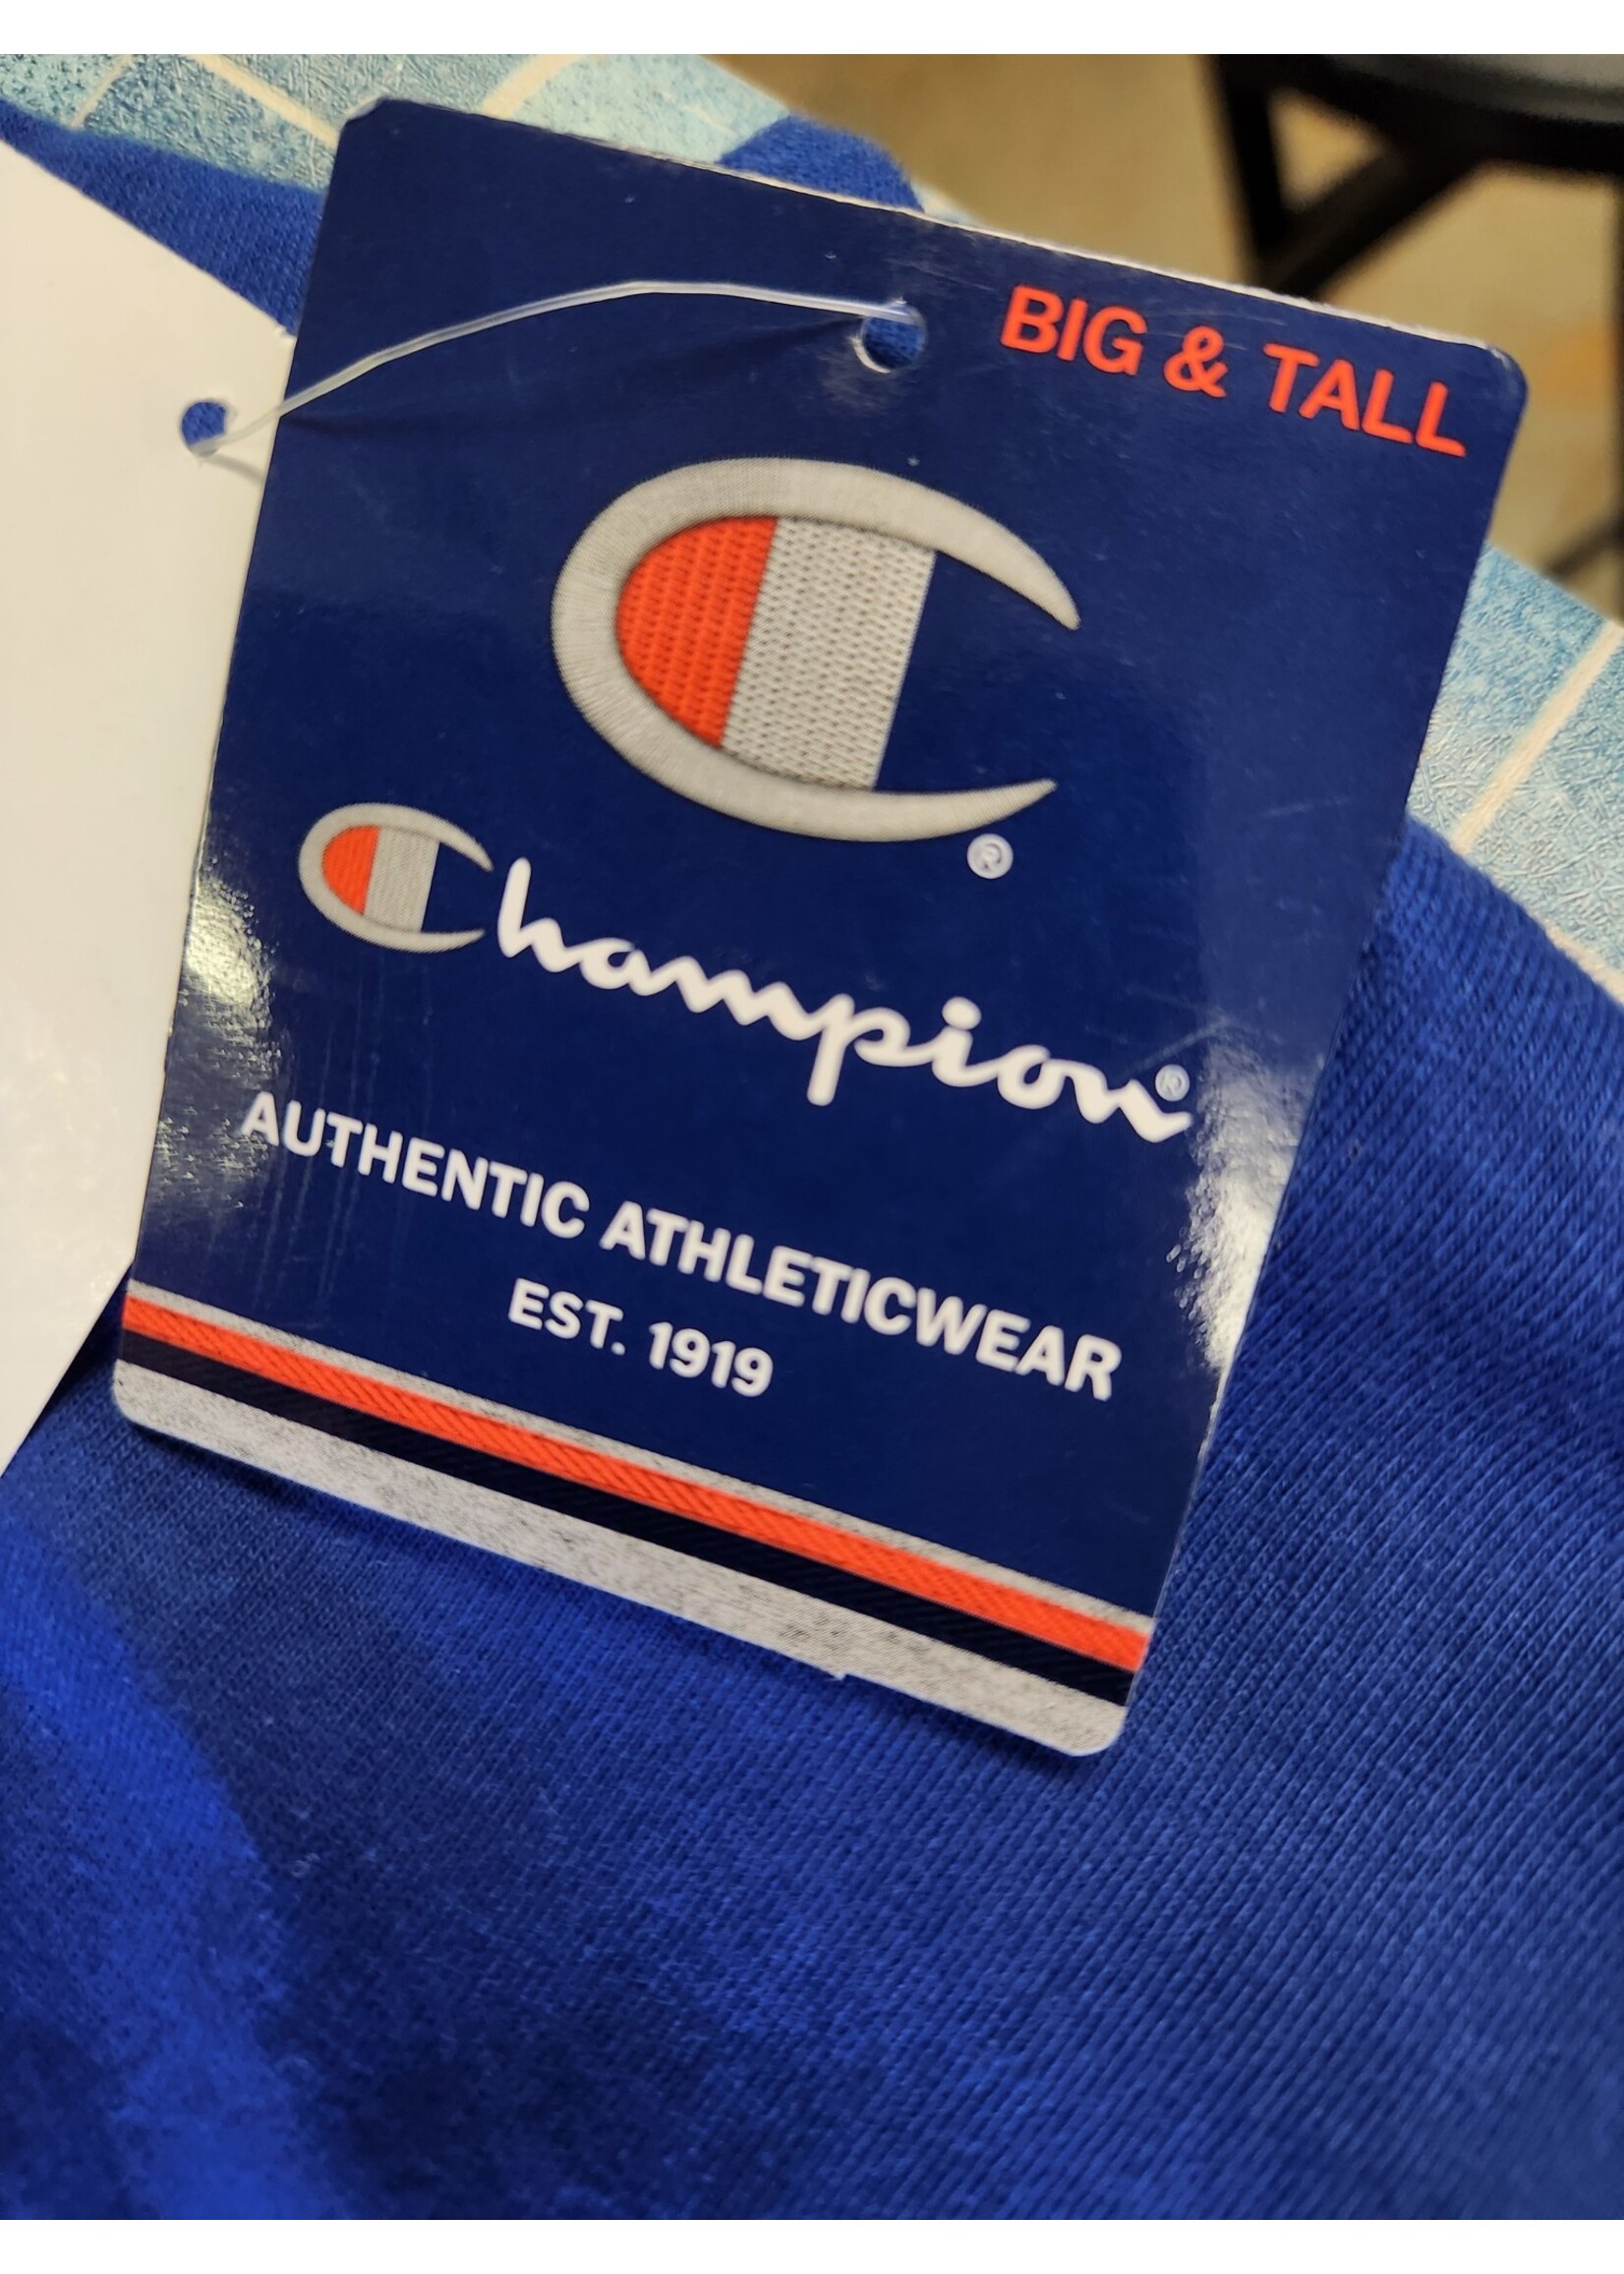 BIG & TALL
®
Champion®
AUTHENTIC ATHLETICWEAR
EST. 1919